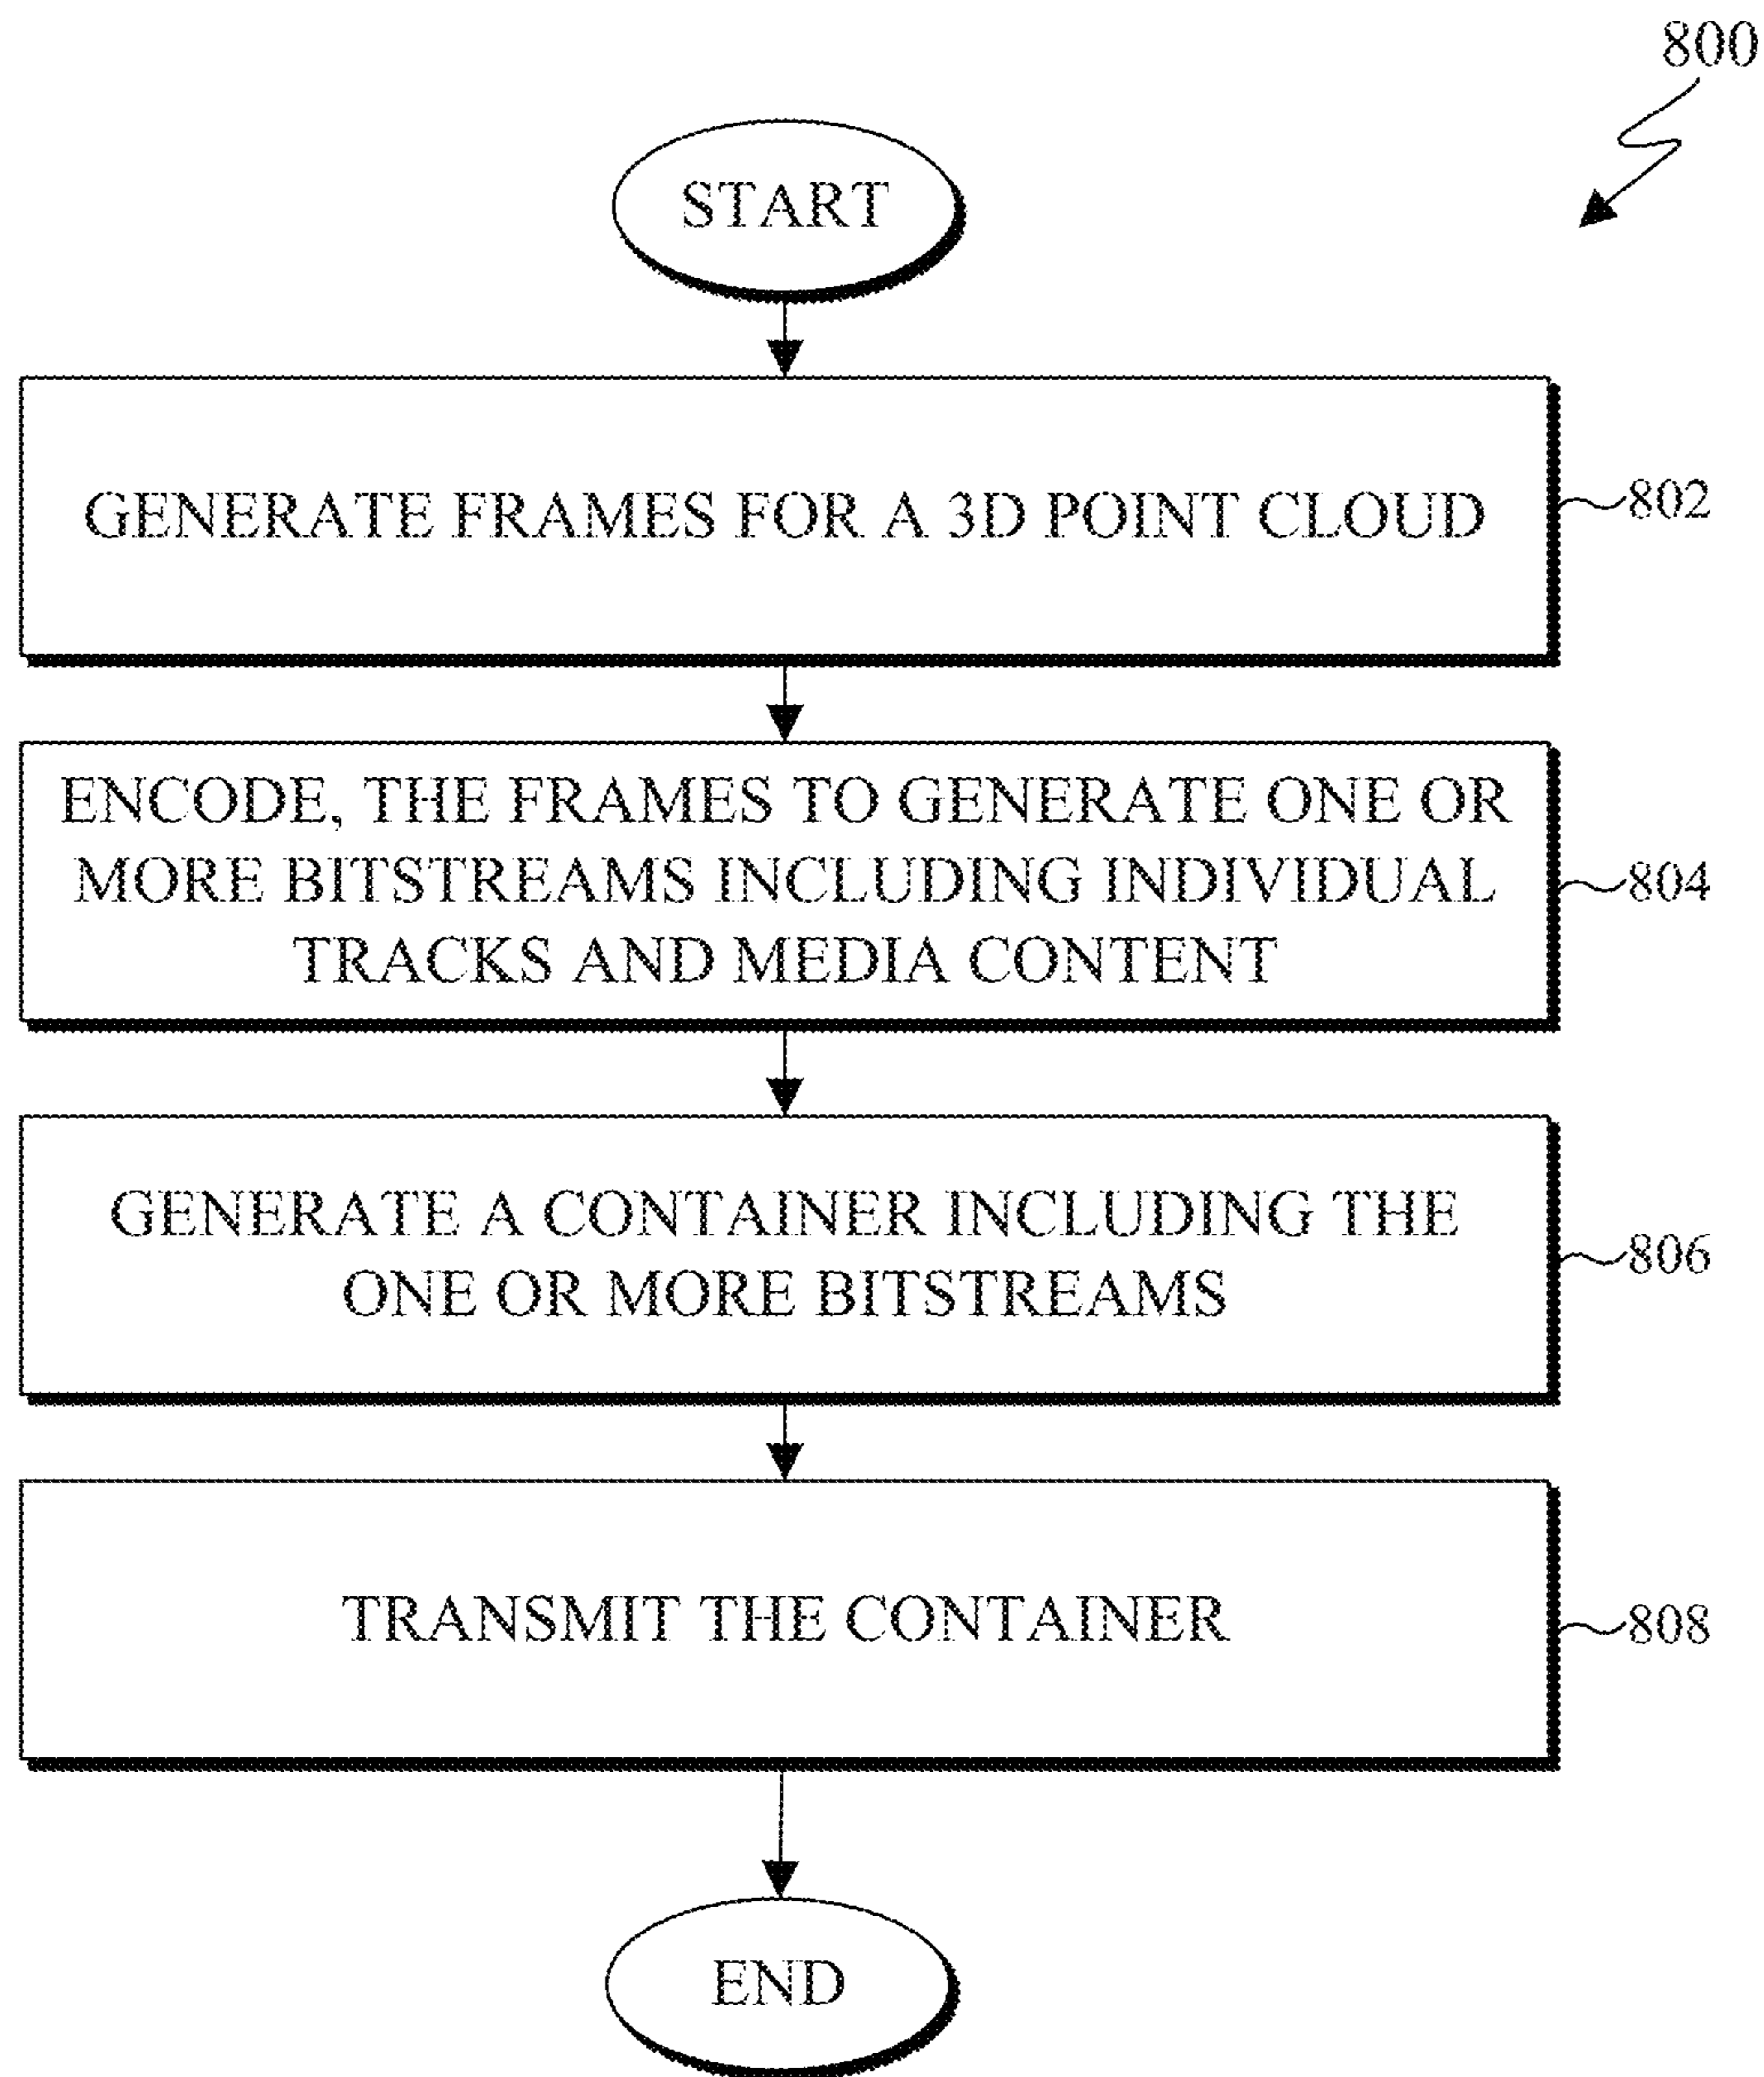 800
START
GENERATE FRAMES FOR A 3D POINT CLOUD
802
ENCODE, THE FRAMES TO GENERATE ONE OR
MORE BITSTREAMS INCLUDING INDIVIDUAL
TRACKS AND MEDIA CONTENT
804
GENERATE A CONTAINER INCLUDING THE
ONE OR MORE BITSTREAMS
806
TRANSMIT THE CONTAINER
808
END